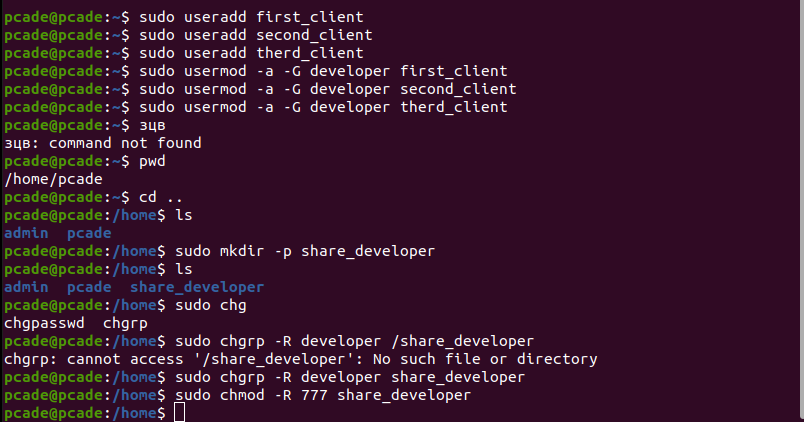 pcade@pcade:~$ sudo useradd first_client
pcade@pcade:~$ sudo useradd second_client
pcade@pcade:~$ sudo useradd therd_client
pcade@pcade:~$ sudo usermod -a -G developer first_client
pcade@pcade:~$ sudo usermod -a -G developer second_client
pcade@pcade:~$ sudo usermod -a -G developer therd_client
pcade@pcade:~$ зцв
зцв: command not found
pcade@pcade:~$ pwd
/home/pcade
pcade@pcade:~$ cd ..
pcade@pcade:/home$ ls
admin  pcade
pcade@pcade:/home$ sudo mkdir -p share_developer
pcade@pcade:/home$ ls
admin  pcade  share_developer
pcade@pcade:/home$ sudo chg
chgpasswd  chgrp
pcade@pcade:/home$ sudo chgrp -R developer /share_developer
chgrp: cannot access '/share_developer': No such file or directory
pcade@pcade:/home$ sudo chgrp -R developer share_developer
pcade@pcade:/home$ sudo chmod -R 777 share_developer
pcade@pcade:/home$